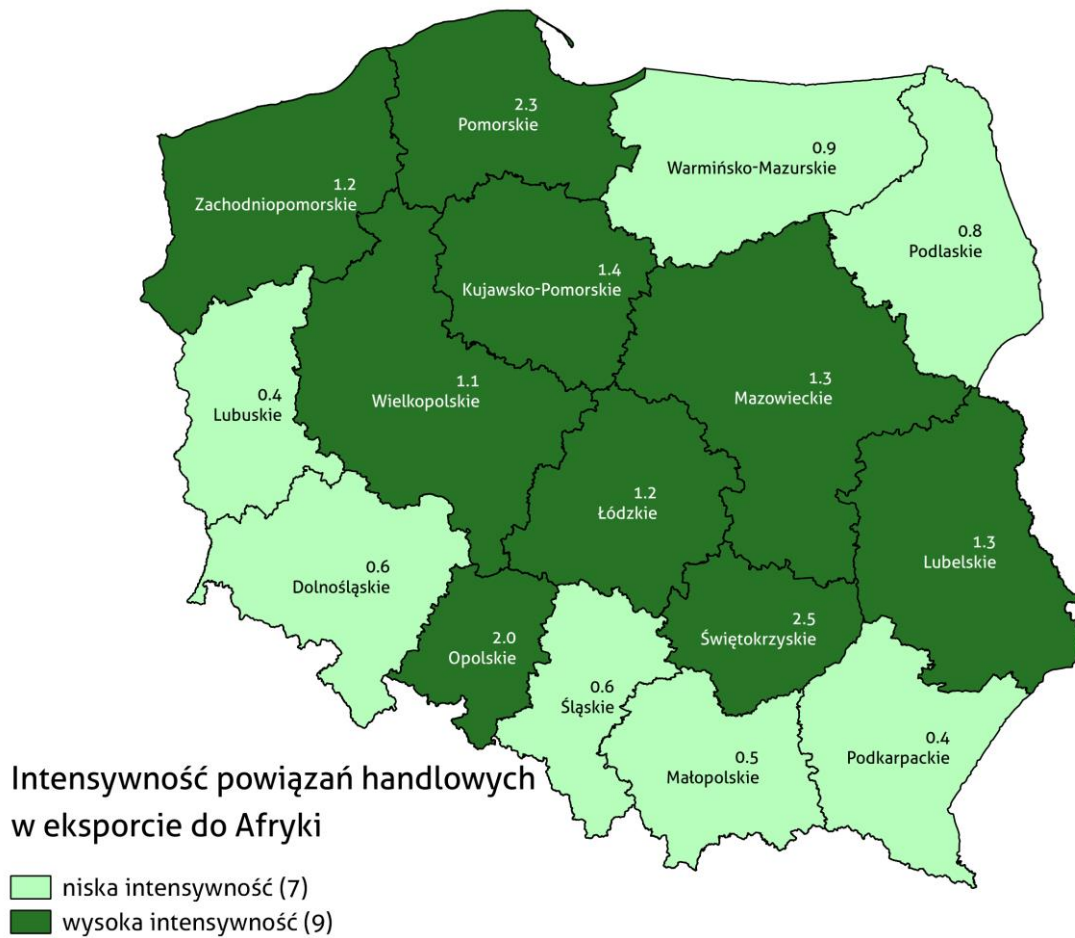 2.3
Pomorskie
0.9
Warmińsko-Mazurskie
1.2
Zachodniopomorskie
0.8
Podlaskie
1.4
Kujawsko-Pomorskie
1.1
Wielkopolskie
1.3
Mazowieckie
0.4
Lubuskie
1.2
Łódzkie
1.3
Lubelskie
0.6
Dolnośląskie
2.5
Świętokrzyskie
2.0
Opolskie
0.6
Śląskie
0.5
Małopolskie
0.4
Podkarpackie
Intensywność powiązań handlowych
w eksporcie do Afryki
niska intensywność (7)
wysoka intensywność (9)